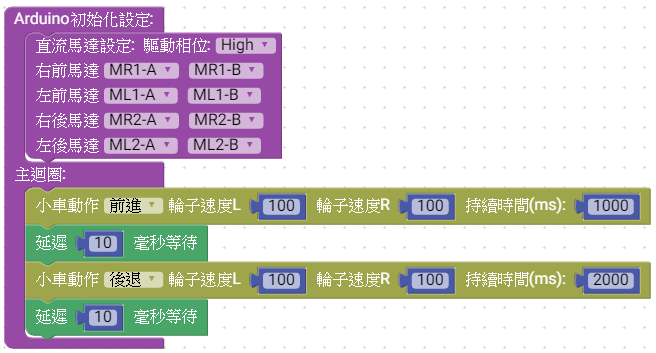 Arduino初始化設定:
直流馬達設定: 驅動相位: High
右前馬達 MR1-A MR1-B
左前馬達 ML1-A ML1-B
右後馬達 MR2-A MR2-B
左後馬達 ML2-A ML2-B
主迴圈:
小車動作 前進 輪子速度L 100 輪子速度R 100 持續時間(ms): 1000
延遲 10 毫秒等待
小車動作 後退 輪子速度L 100 輪子速度R 100 持續時間(ms): 2000
延遲 10 毫秒等待